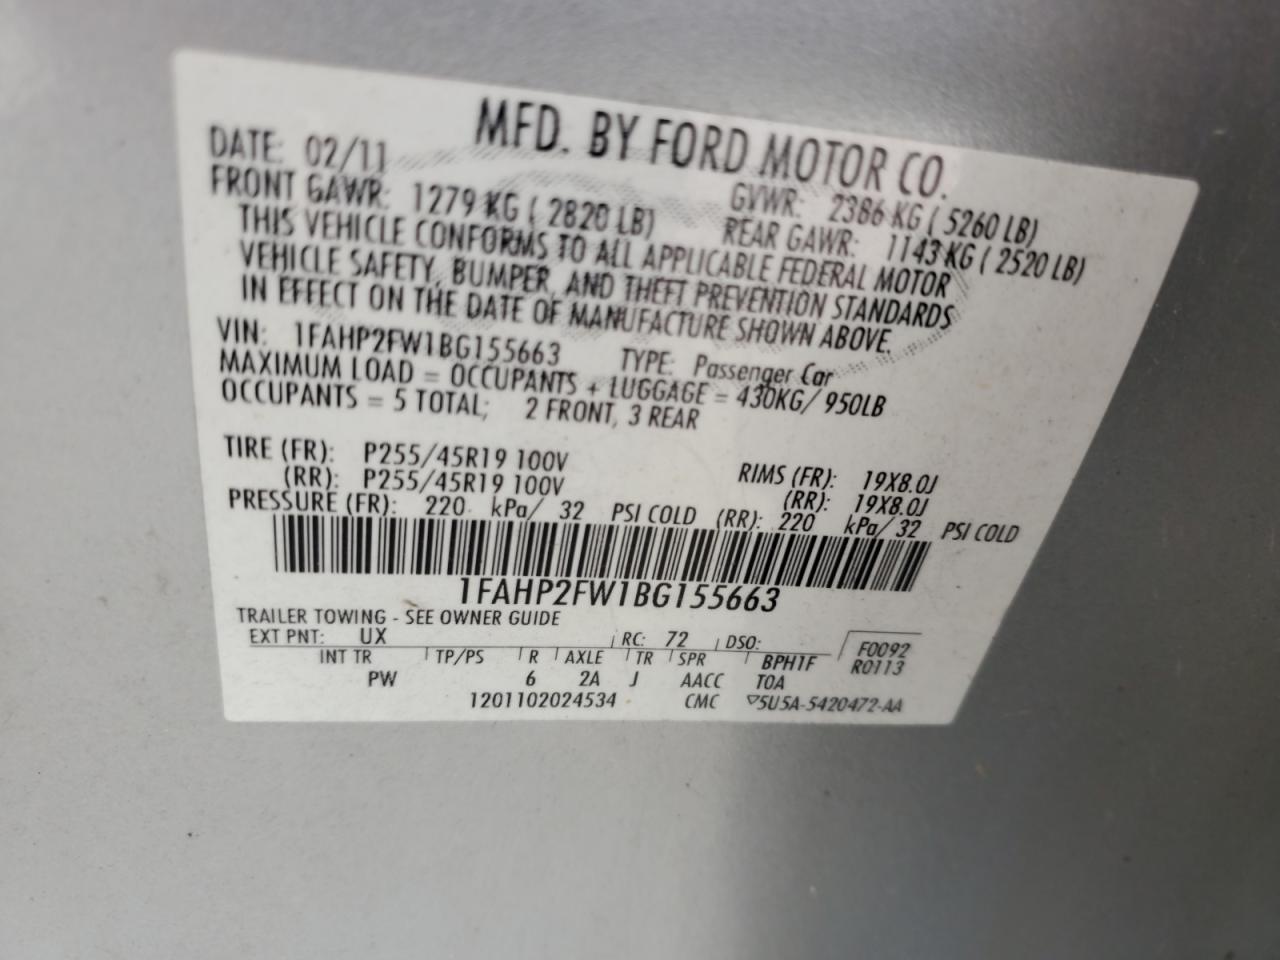 MFD. BY FORD MOTOR CO.
DATE: 02/11 GVWR: 2386 KG ( 5260 LB)
FRONT GAWR: 1279 KG ( 2820 LB) REAR GAWR: 1143 KG ( 2520 LB)
THIS VEHICLE CONFORMS TO ALL APPLICABLE FEDERAL MOTOR
VEHICLE SAFETY, BUMPER, AND THEFT PREVENTION STANDARDS
IN EFFECT ON THE DATE OF MANUFACTURE SHOWN ABOVE.
VIN: 1FAHP2FW1BG155663 TYPE: Passenger Car
MAXIMUM LOAD = OCCUPANTS + LUGGAGE = 430KG/ 950LB
OCCUPANTS = 5 TOTAL; 2 FRONT, 3 REAR
TIRE (FR): P255/45R19 100V RIMS (FR): 19X8.0J
(RR): P255/45R19 100V (RR): 19X8.0J
PRESSURE (FR): 220 kPa/ 32 PSI COLD (RR): 220 kPa/ 32 PSI COLD
1FAHP2FW1BG155663
TRAILER TOWING - SEE OWNER GUIDE
EXT PNT: UX RC: 72 DSO: F0092
INT TR TP/PS R AXLE TR SPR BPH1F R0113
PW 6 2A J AACC T0A
1201102024534 CMC ▽5U5A-5420472-AA